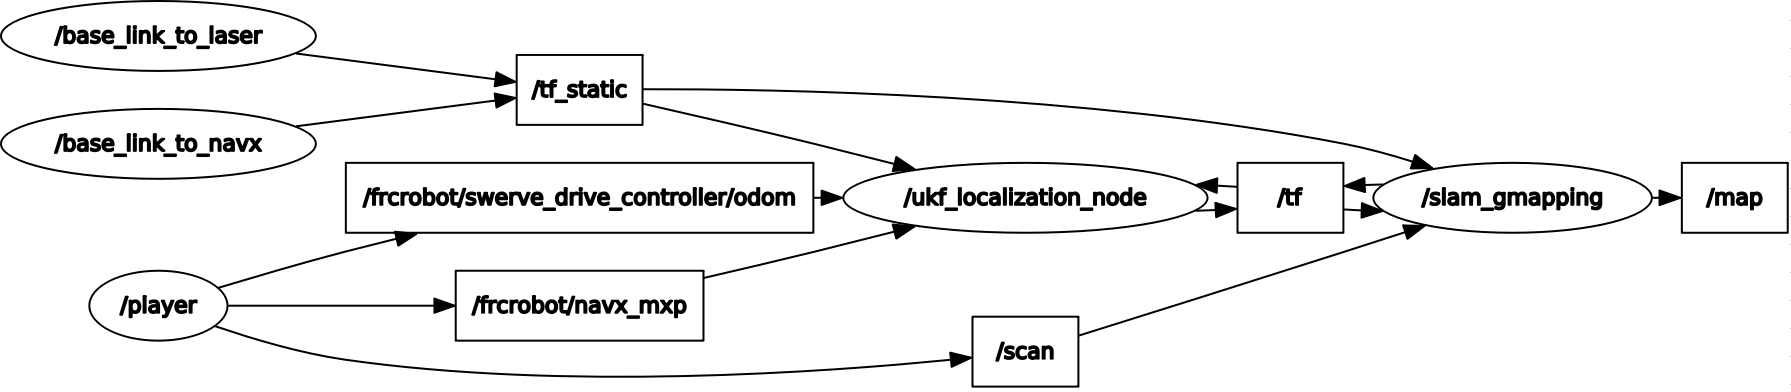 /base_link_to_laser
/tf_static
/base_link_to_navx
/frcrobot/swerve_drive_controller/odom
/ukf_localization_node
/tf
/slam_gmapping
/map
/player
/frcrobot/navx_mxp
/scan